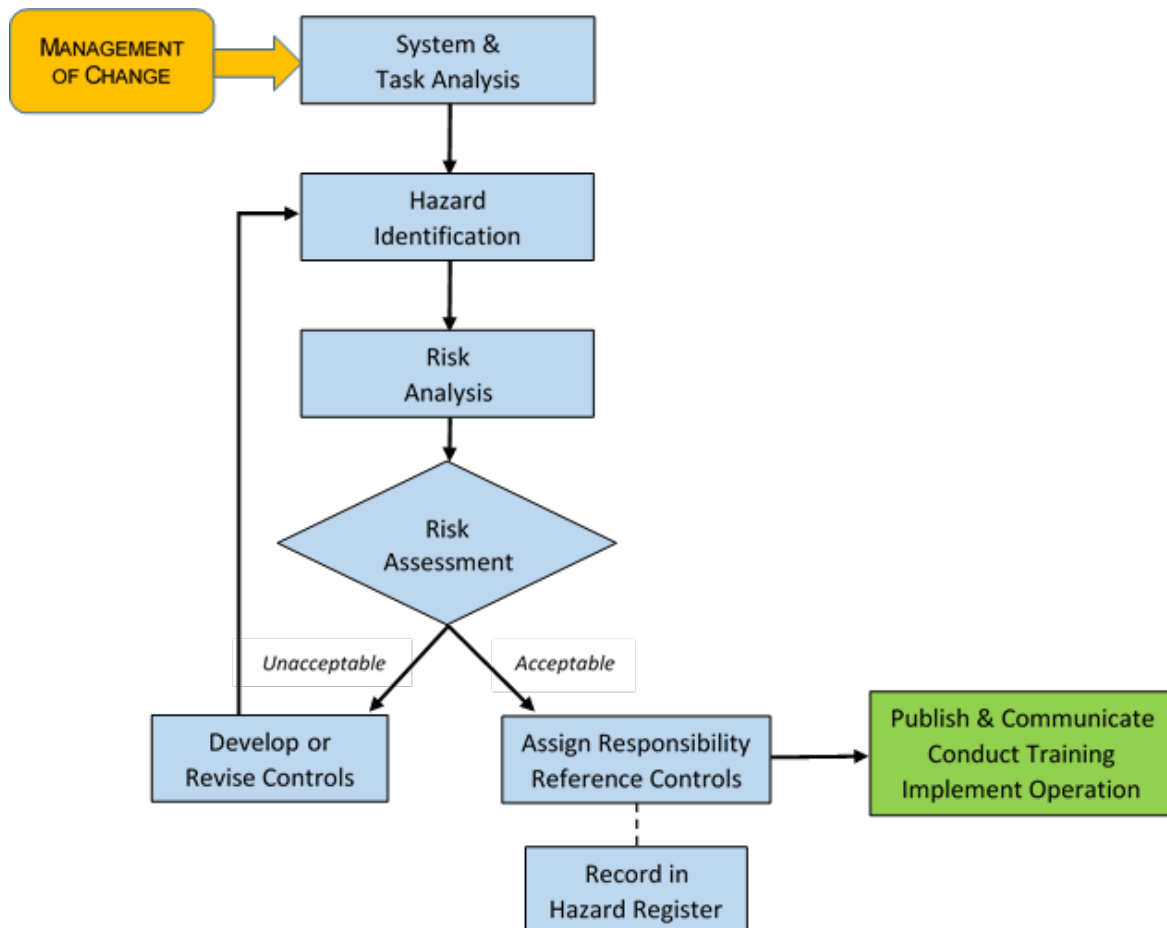 MANAGEMENT
OF CHANGE
System &
Task Analysis
Hazard
Identification
Risk
Analysis
Risk
Assessment
Unacceptable
Acceptable
Develop or
Revise Controls
Assign Responsibility
Reference Controls
Publish & Communicate
Conduct Training
Implement Operation
Record in
Hazard Register